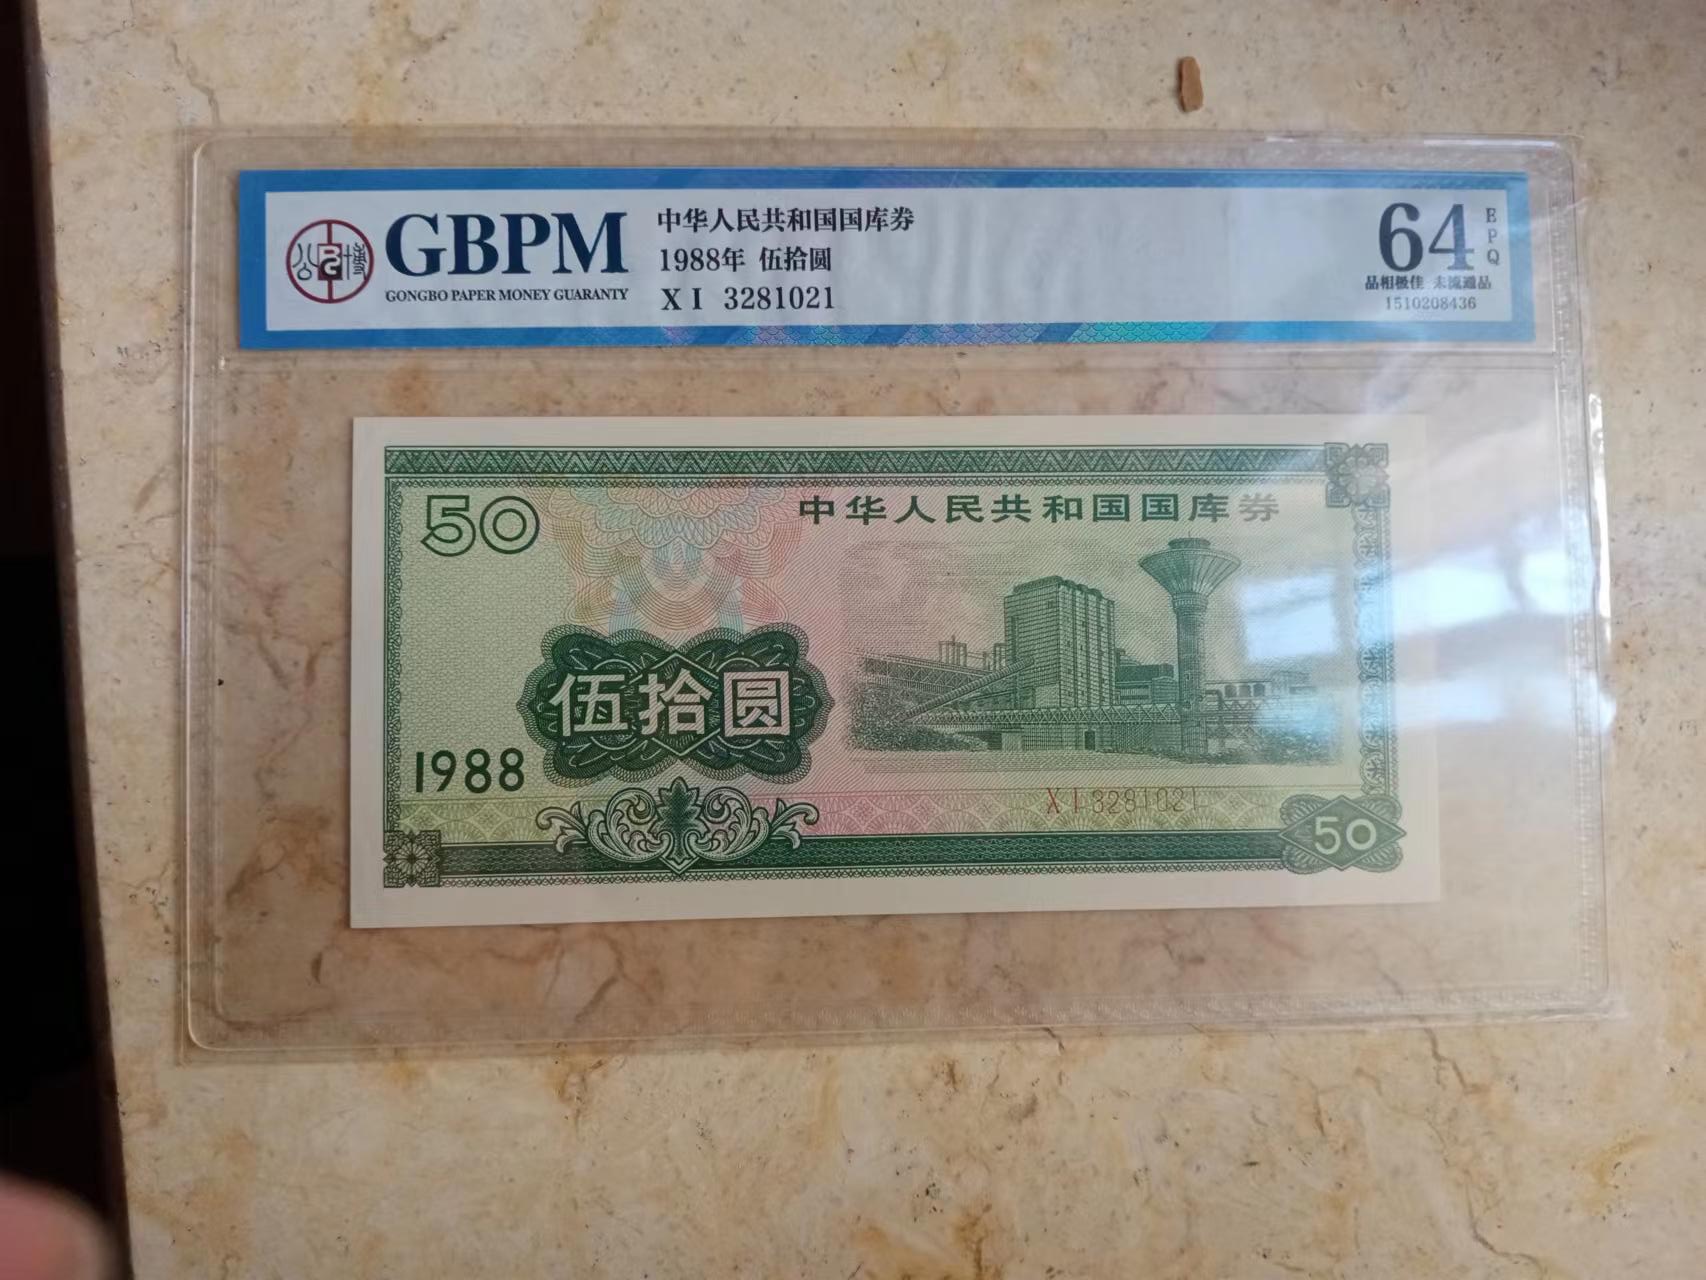 公博
GBPM
GONGBO PAPER MONEY GUARANTY
中华人民共和国国库券
1988年 伍拾圆
X I 3281021
64
EPQ
品相极佳 未流通品
1510208436
50
中华人民共和国国库券
伍拾圆
1988
X I 3281021
50